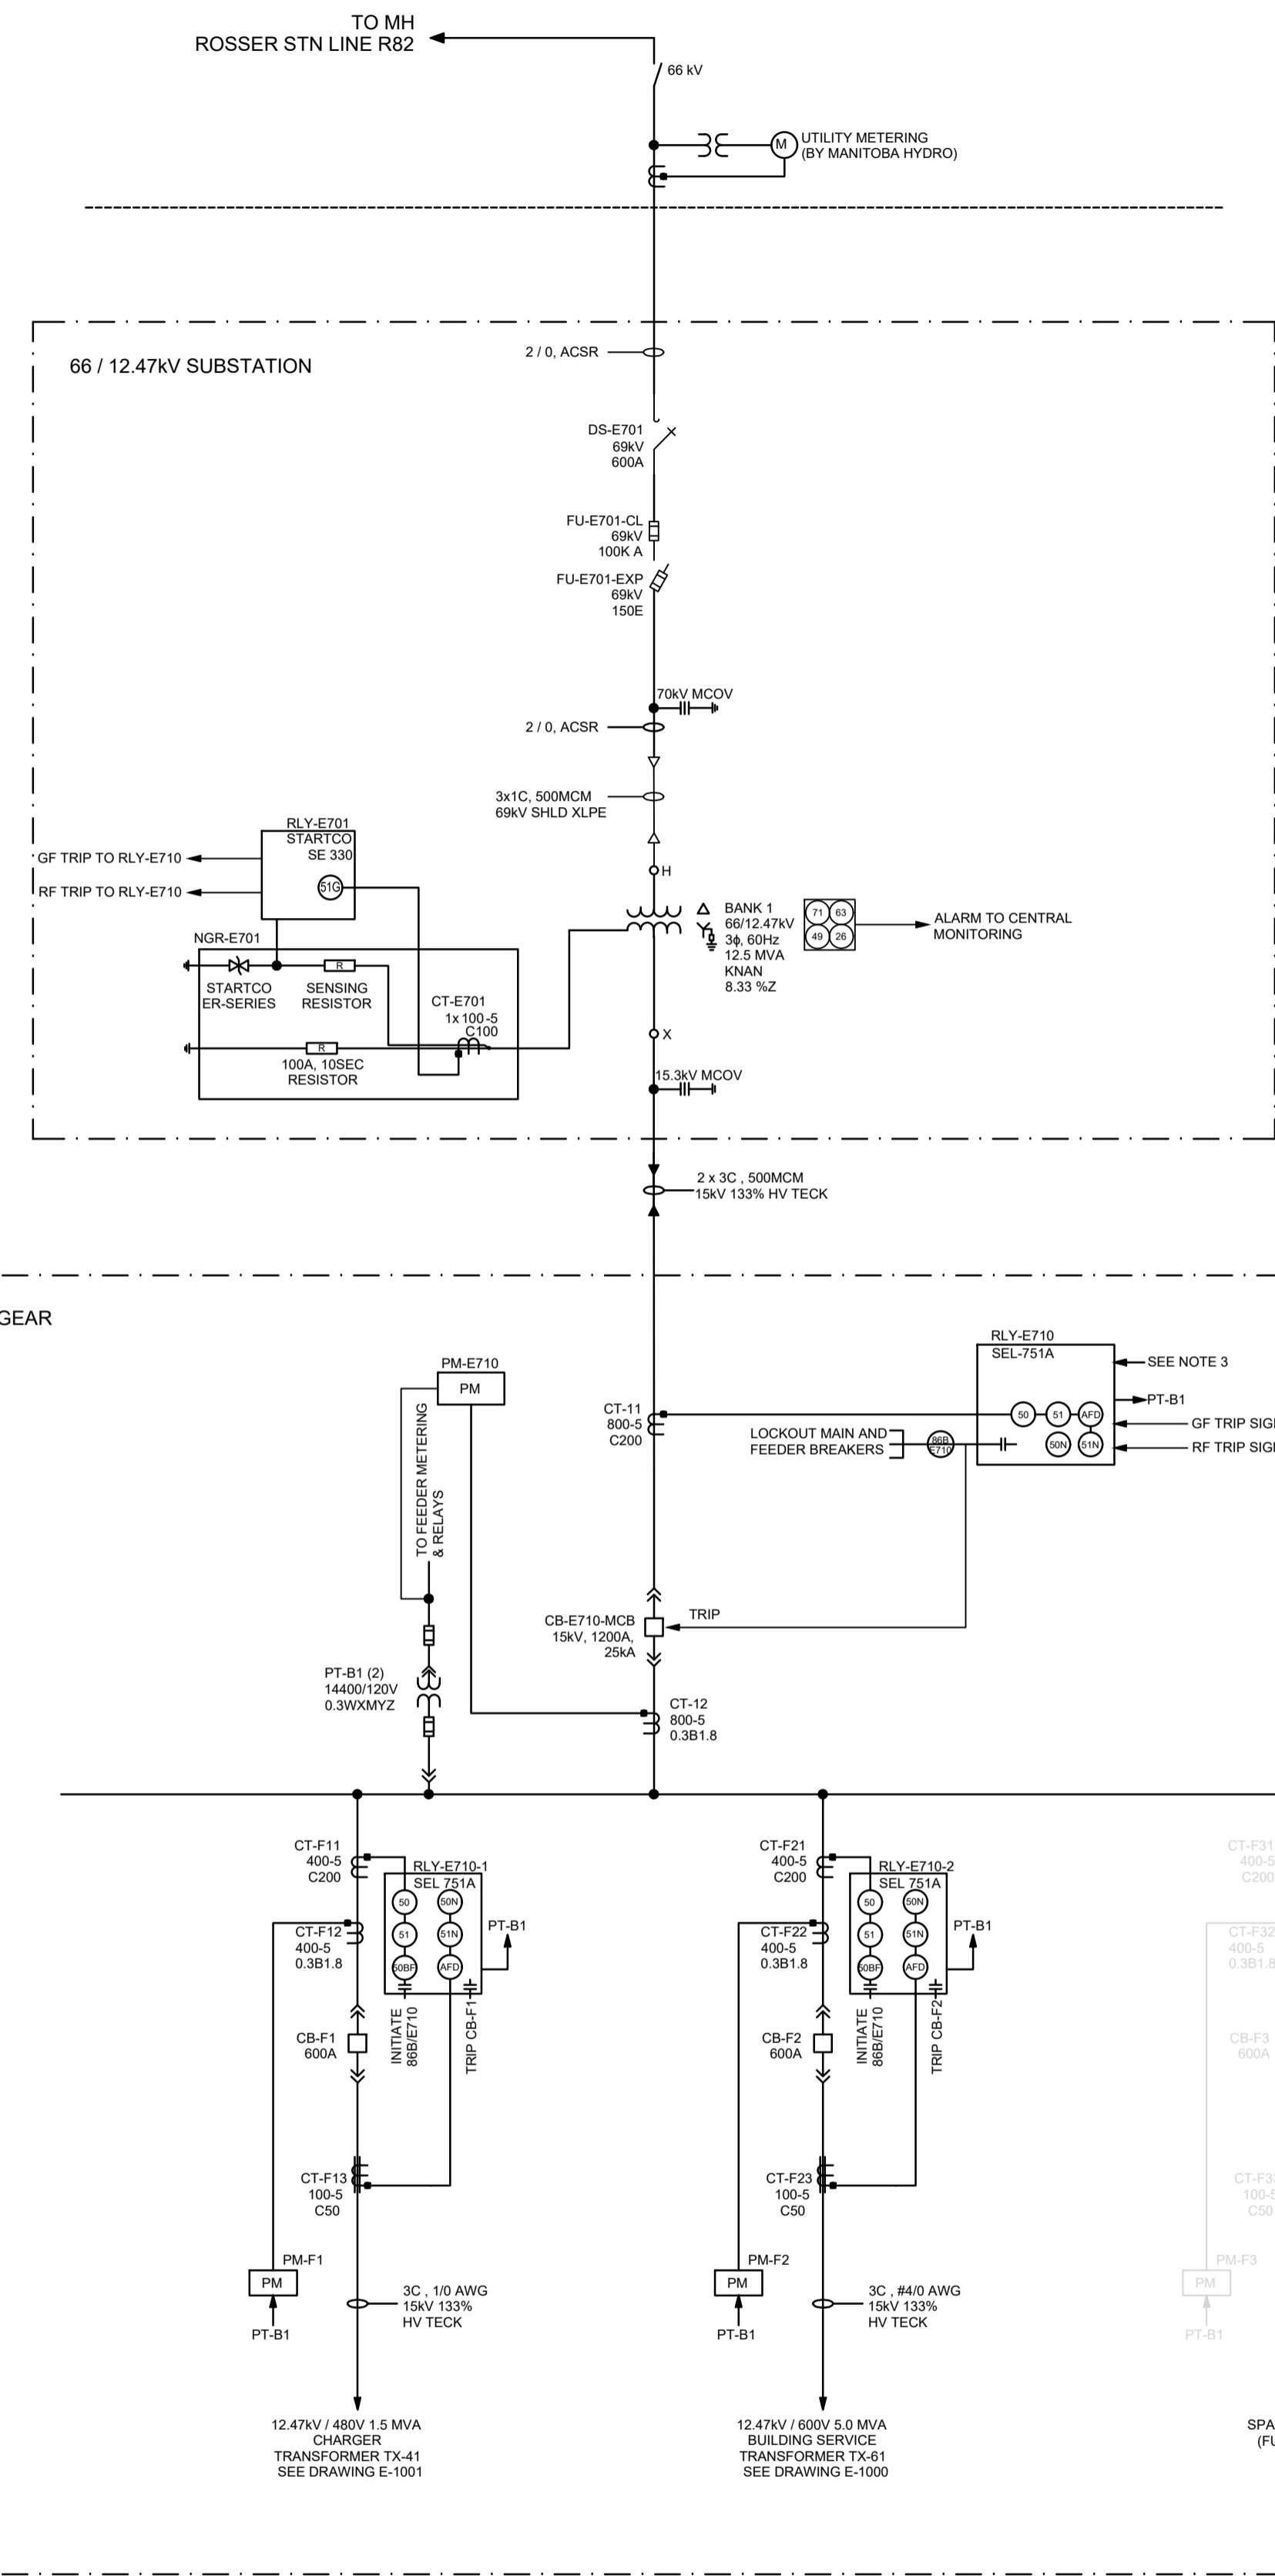 TO MH
ROSSER STN LINE R82
66 kV
UTILITY METERING
(BY MANITOBA HYDRO)
M
66 / 12.47kV SUBSTATION
2 / 0, ACSR
DS-E701
69kV
600A
FU-E701-CL
69kV
100K A
FU-E701-EXP
69kV
150E
70kV MCOV
2 / 0, ACSR
3x1C, 500MCM
69kV SHLD XLPE
RLY-E701
STARTCO
SE 330
51G
GF TRIP TO RLY-E710
RF TRIP TO RLY-E710
H
BANK 1
66/12.47kV
3ϕ, 60Hz
12.5 MVA
KNAN
8.33 %Z
71 63
49 26
ALARM TO CENTRAL
MONITORING
NGR-E701
R
STARTCO
ER-SERIES
SENSING
RESISTOR
CT-E701
1x 100-5
C100
R
100A, 10SEC
RESISTOR
X
15.3kV MCOV
2 x 3C , 500MCM
15kV 133% HV TECK
GEAR
RLY-E710
SEL-751A
SEE NOTE 3
PT-B1
GF TRIP
RF TRIP
50 51 AFD
50N 51N
PM-E710
PM
CT-11
800-5
C200
LOCKOUT MAIN AND
FEEDER BREAKERS
86B
E710
TO FEEDER METERING
& RELAYS
CB-E710-MCB
15kV, 1200A,
25kA
TRIP
PT-B1 (2)
14400/120V
0.3WXMYZ
CT-12
800-5
0.3B1.8
CT-F11
400-5
C200
RLY-E710-1
SEL 751A
50 50N
51 51N
50BF AFD
PT-B1
CT-F12
400-5
0.3B1.8
CB-F1
600A
INITIATE
86B/E710
TRIP CB-F1
CT-F13
100-5
C50
PM-F1
PM
PT-B1
3C , 1/0 AWG
15kV 133%
HV TECK
12.47kV / 480V 1.5 MVA
CHARGER
TRANSFORMER TX-41
SEE DRAWING E-1001
CT-F21
400-5
C200
RLY-E710-2
SEL 751A
50 50N
51 51N
50BF AFD
PT-B1
CT-F22
400-5
0.3B1.8
CB-F2
600A
INITIATE
86B/E710
TRIP CB-F2
CT-F23
100-5
C50
PM-F2
PM
PT-B1
3C , #4/0 AWG
15kV 133%
HV TECK
12.47kV / 600V 5.0 MVA
BUILDING SERVICE
TRANSFORMER TX-61
SEE DRAWING E-1000
CT-F31
400-5
C200
CT-F32
400-5
0.3B1.8
CB-F3
600A
100-5
C50
PM-F3
PM
PT-B1